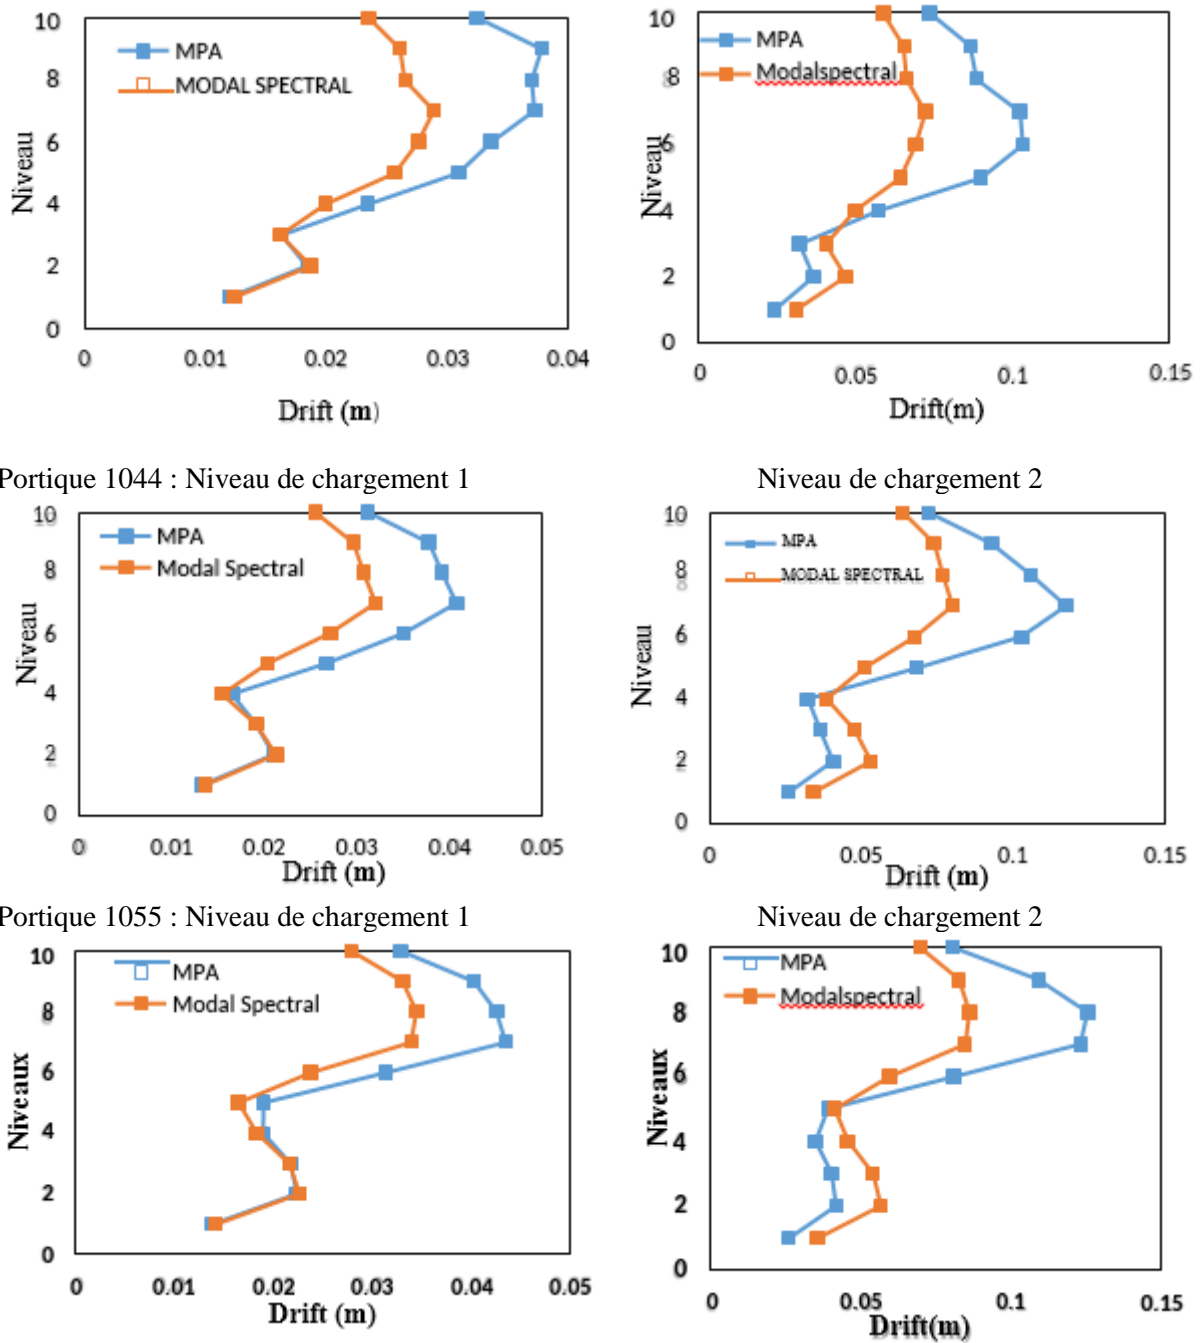 10
8
6
4
2
0
Niveau
MPA
MODAL SPECTRAL
0 0.01 0.02 0.03 0.04
Drift (m)
10
8
6
4
2
0
Niveau
MPA
Modalspectral
0 0.05 0.1 0.15
Drift(m)
Portique 1044 : Niveau de chargement 1
Niveau de chargement 2
10
8
6
4
2
0
Niveau
MPA
Modal Spectral
0 0.01 0.02 0.03 0.04 0.05
Drift (m)
10
8
6
4
2
0
Niveau
MPA
MODAL SPECTRAL
0 0.05 0.1 0.15
Drift (m)
Portique 1055 : Niveau de chargement 1
Niveau de chargement 2
10
8
6
4
2
0
Niveaux
MPA
Modal Spectral
0 0.01 0.02 0.03 0.04 0.05
Drift (m)
10
8
6
4
2
0
Niveaux
MPA
Modalspectral
0 0.05 0.1 0.15
Drift(m)